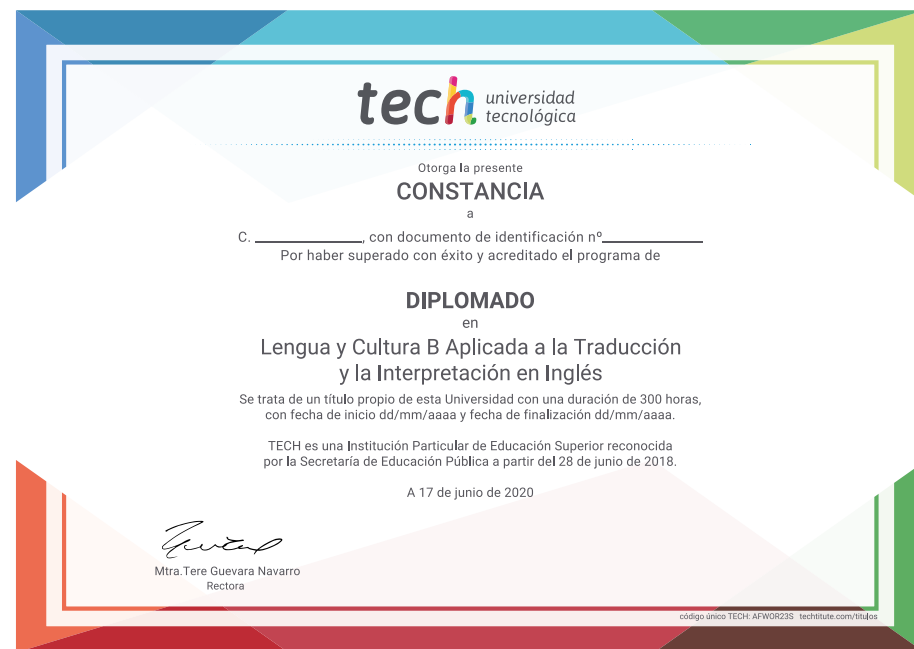 tech universidad
tecnológica
Otorga la presente
CONSTANCIA
a
C. ____________, con documento de identificación nº____________
Por haber superado con éxito y acreditado el programa de
DIPLOMADO
en
Lengua y Cultura B Aplicada a la Traducción
y la Interpretación en Inglés
Se trata de un título propio de esta Universidad con una duración de 300 horas,
con fecha de inicio dd/mm/aaaa y fecha de finalización dd/mm/aaaa.
TECH es una Institución Particular de Educación Superior reconocida
por la Secretaría de Educación Pública a partir del 28 de junio de 2018.
A 17 de junio de 2020
Mtra.Tere Guevara Navarro
Rectora
código único TECH: AFWOR23S techtitute.com/titulos